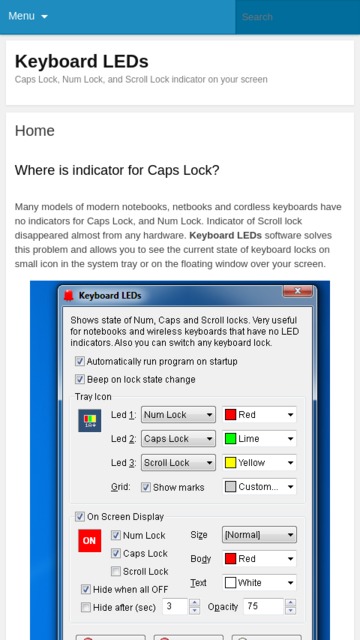 Menu
Search
Keyboard LEDs
Caps Lock, Num Lock, and Scroll Lock indicator on your screen
Home
Where is indicator for Caps Lock?
Many models of modern notebooks, netbooks and cordless keyboards have
no indicators for Caps Lock, and Num Lock. Indicator of Scroll lock
disappeared almost from any hardware. Keyboard LEDs software solves
this problem and allows you to see the current state of keyboard locks on
small icon in the system tray or on the floating window over your screen.
Keyboard LEDs
Shows state of Num, Caps and Scroll locks. Very useful
for notebooks and wireless keyboards that have no LED
indicators. Also you can switch any keyboard lock.
Automatically run program on startup
Beep on lock state change
Tray Icon
Led 1: Num Lock Red
Led 2: Caps Lock Lime
Led 3: Scroll Lock Yellow
Grid: Show marks Custom...
On Screen Display
ON
Num Lock Size [Normal]
Caps Lock Body Red
Scroll Lock Text White
Hide when all OFF
Hide after (sec) 3 Opacity 75